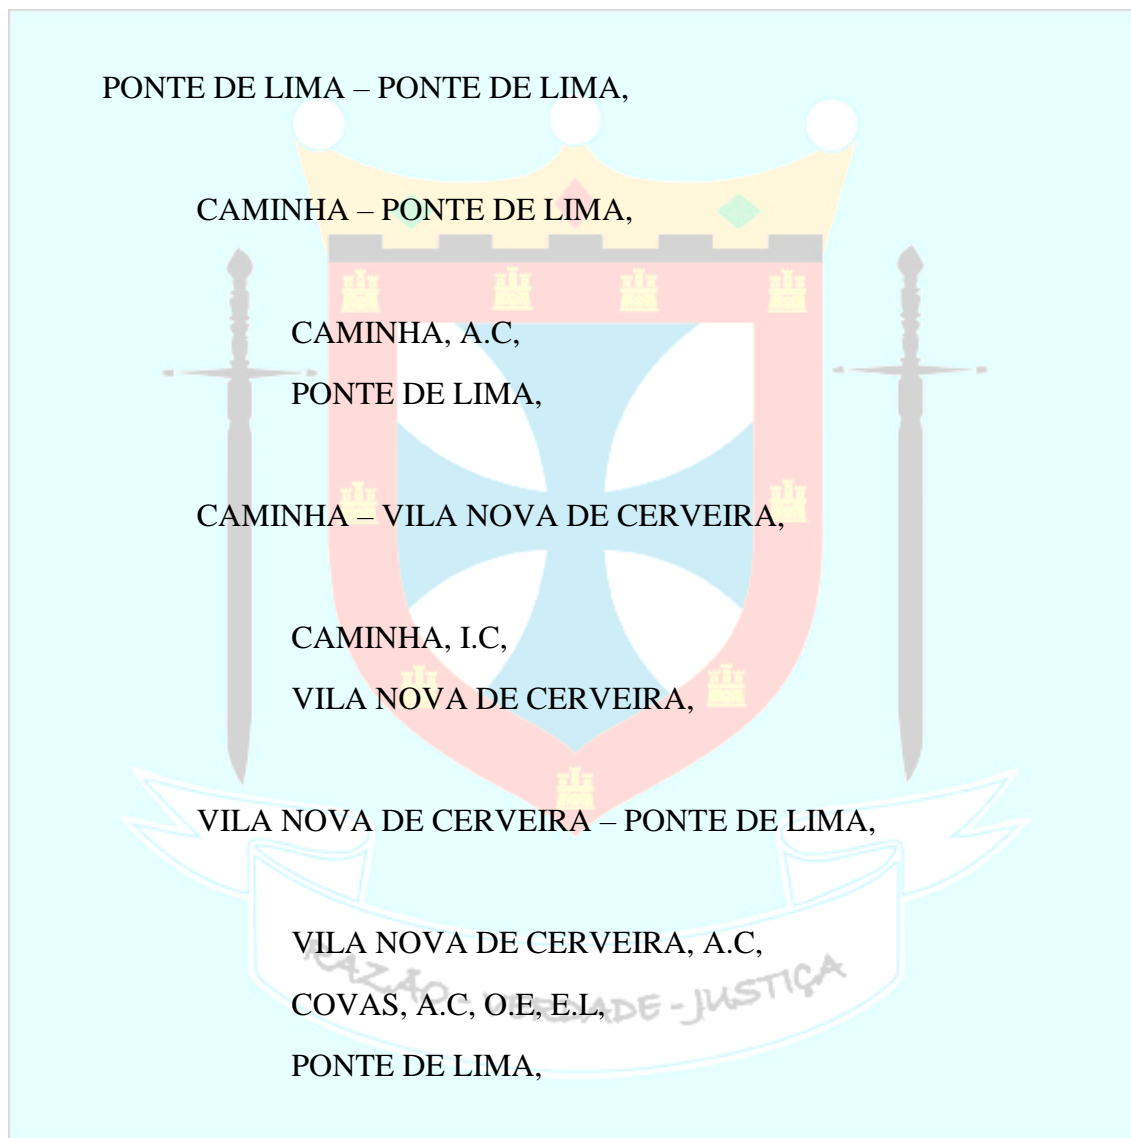 PONTE DE LIMA – PONTE DE LIMA,
CAMINHA – PONTE DE LIMA,
CAMINHA, A.C,
PONTE DE LIMA,
CAMINHA – VILA NOVA DE CERVEIRA,
CAMINHA, I.C,
VILA NOVA DE CERVEIRA,
VILA NOVA DE CERVEIRA – PONTE DE LIMA,
VILA NOVA DE CERVEIRA, A.C,
COVAS, A.C, O.E, E.L,
PONTE DE LIMA,
RAZÃO - VERDADE - JUSTIÇA